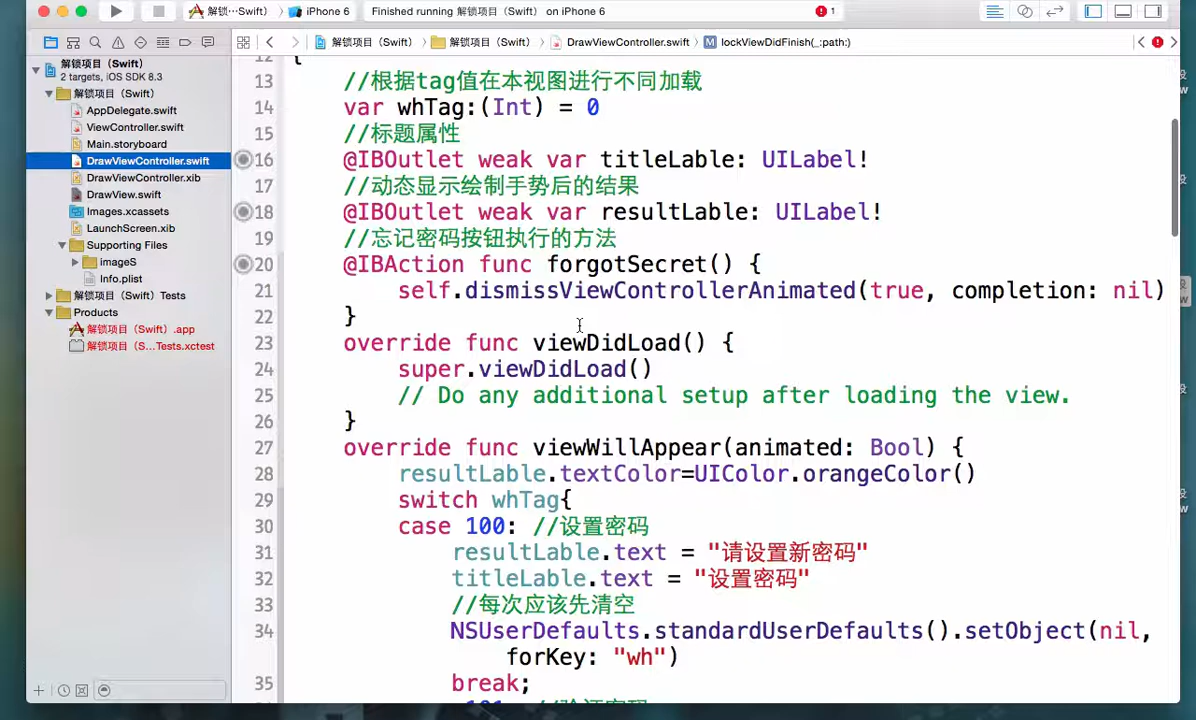 解锁⋯Swift） iPhone 6 Finished running 解锁项目（Swift）on iPhone 6 1
解锁项目（Swift） 解锁项目（Swift） DrawViewController.swift M lockViewDidFinish(_:path:)
解锁项目（Swift）
2 targets, iOS SDK 8.3
解锁项目（Swift）
AppDelegate.swift
ViewController.swift
Main.storyboard
DrawViewController.swift
DrawViewController.xib
DrawView.swift
Images.xcassets
LaunchScreen.xib
Supporting Files
imageS
Info.plist
解锁项目（Swift）Tests
Products
解锁项目（Swift）.app
解锁项目（S...Tests.xctest
12 {
13 //根据tag值在本视图进行不同加载
14 var whTag:(Int) = 0
15 //标题属性
16 @IBOutlet weak var titleLable: UILabel!
17 //动态显示绘制手势后的结果
18 @IBOutlet weak var resultLable: UILabel!
19 //忘记密码按钮执行的方法
20 @IBAction func forgotSecret() {
21 self.dismissViewControllerAnimated(true, completion: nil)
22 }
23 override func viewDidLoad() {
24 super.viewDidLoad()
25 // Do any additional setup after loading the view.
26 }
27 override func viewWillAppear(animated: Bool) {
28 resultLable.textColor=UIColor.orangeColor()
29 switch whTag{
30 case 100: //设置密码
31 resultLable.text = "请设置新密码"
32 titleLable.text = "设置密码"
33 //每次应该先清空
34 NSUserDefaults.standardUserDefaults().setObject(nil,
forKey: "wh")
35 break;